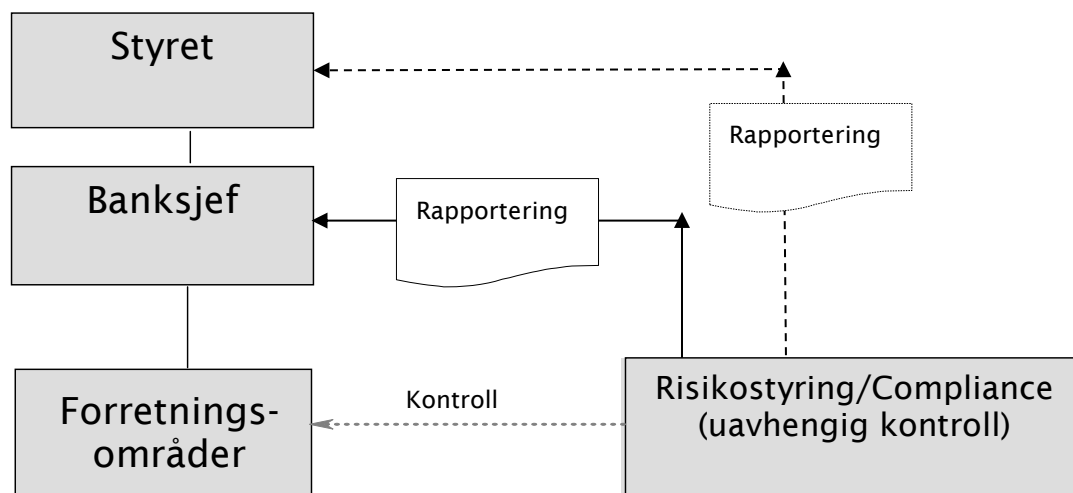 Styret
Rapportering
Banksjef
Rapportering
Forretnings-
områder
Kontroll
Risikostyring/Compliance
(uavhengig kontroll)